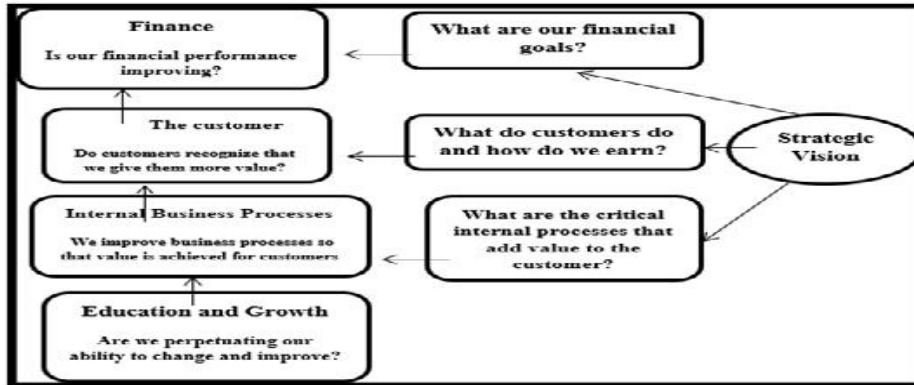 Finance
Is our financial performance
improving?
What are our financial
goals?
The customer
Do customers recognize that
we give them more value?
What do customers do
and how do we earn?
Strategic
Vision
Internal Business Processes
We improve business processes so
that value is achieved for customers
What are the critical
internal processes that
add value to the
customer?
Education and Growth
Are we perpetuating our
ability to change and improve?